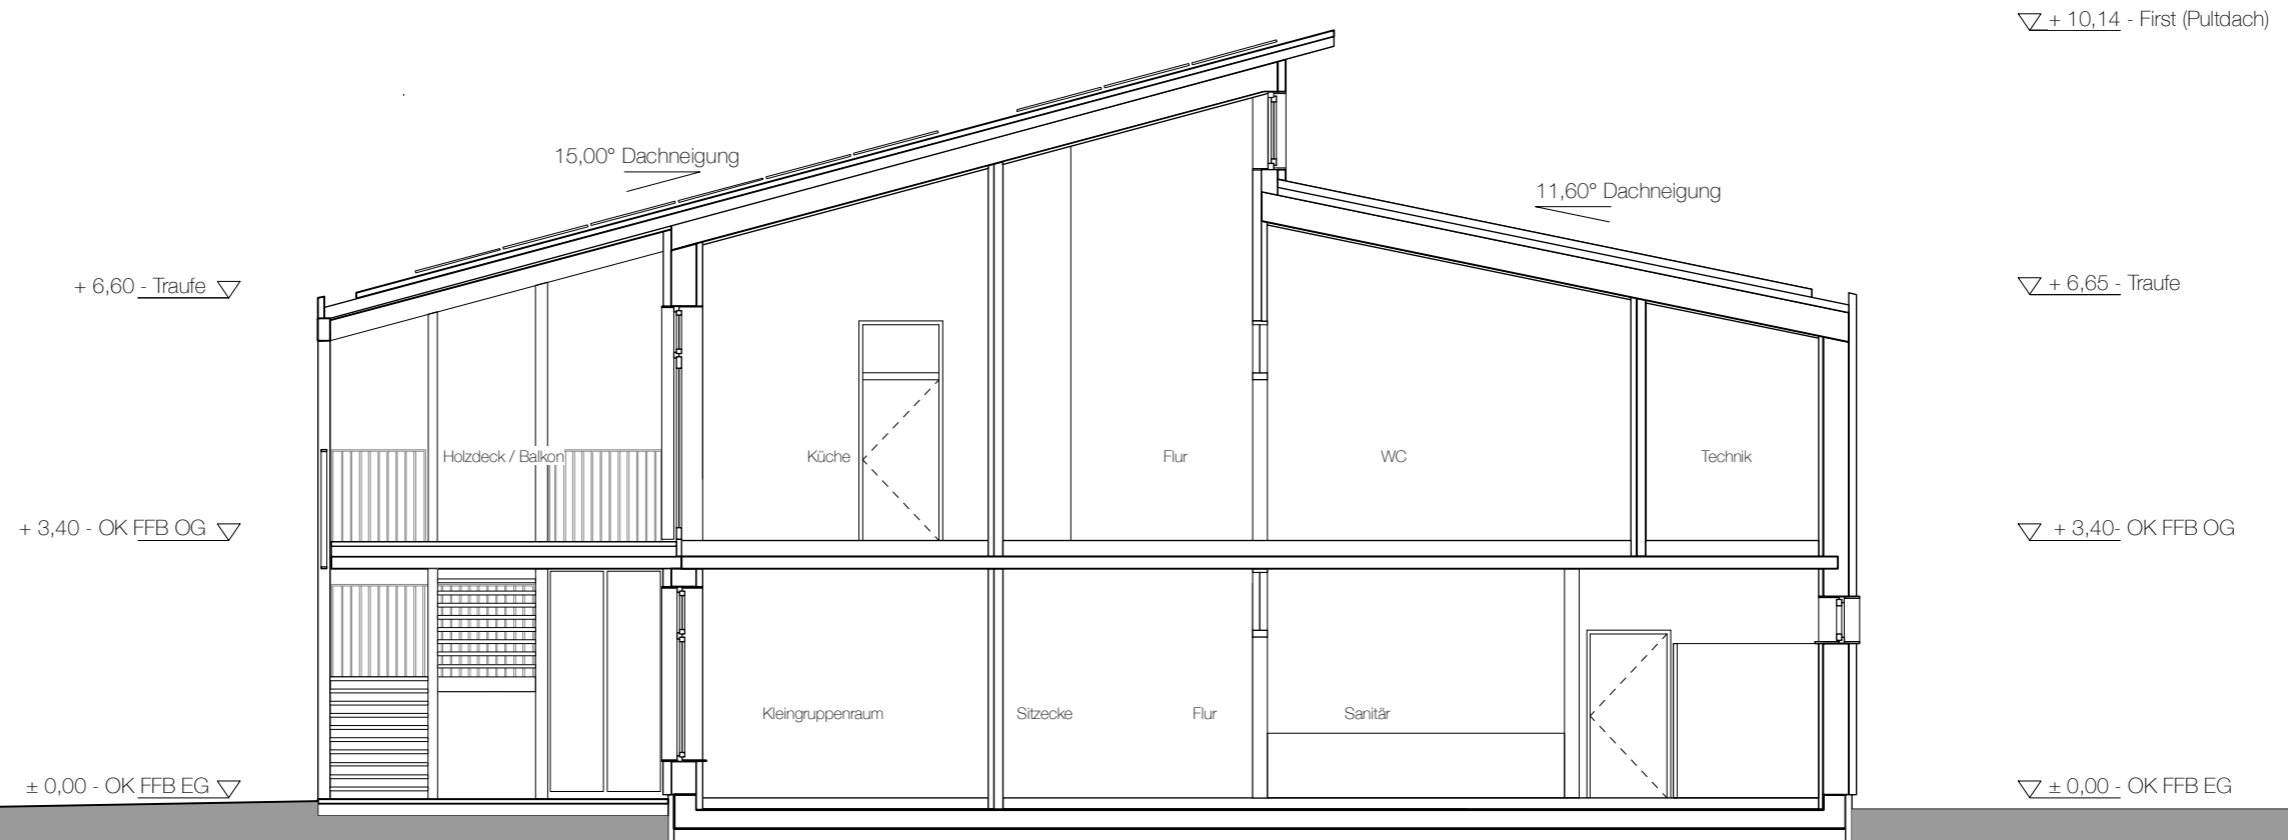 + 10,14 - First (Pultdach)
15,00° Dachneigung
11,60° Dachneigung
+ 6,60 - Traufe
+ 6,65 - Traufe
Holzdeck / Balkon
Küche
Flur
WC
Technik
+ 3,40 - OK FFB OG
+ 3,40- OK FFB OG
Kleingruppenraum
Sitzecke
Flur
Sanitär
± 0,00 - OK FFB EG
± 0,00 - OK FFB EG